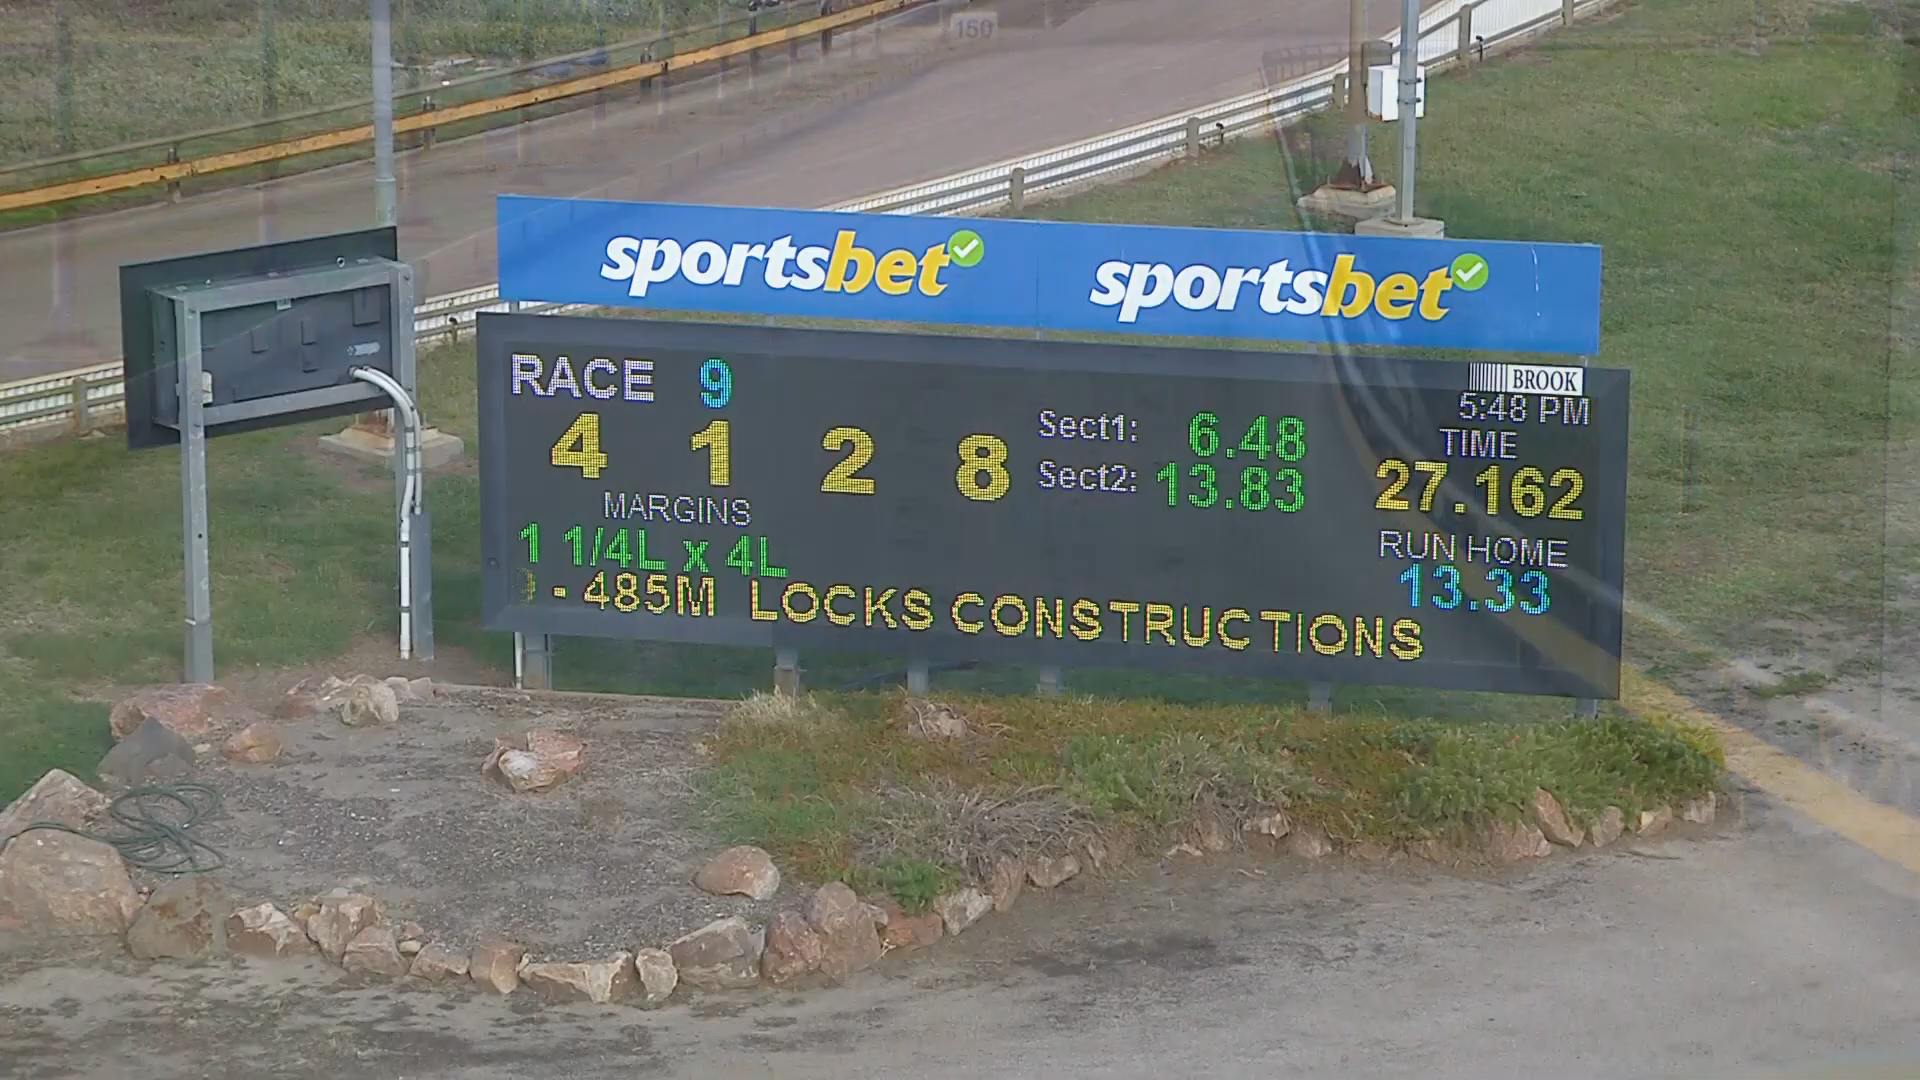 150
sportsbet sportsbet
RACE 9
BROOK
5:48 PM
4 1 2 8
Sect1: 6.48
Sect2: 13.83
TIME
27.162
MARGINS
1 1/4L x 4L
RUN HOME
13.33
- 485M LOCKS CONSTRUCTIONS